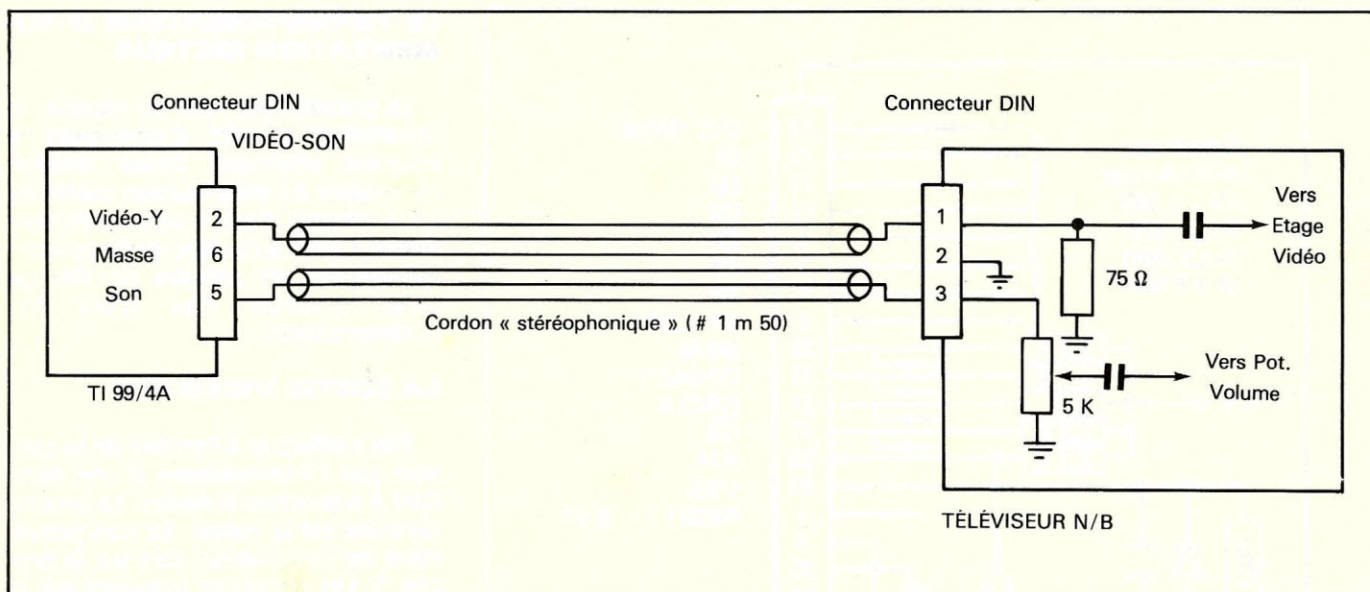 Connecteur DIN
VIDÉO-SON
Vidéo-Y
Masse
Son
2
6
5
TI 99/4A
Cordon « stéréophonique » (# 1 m 50)
Connecteur DIN
1
2
3
75 Ω
5 K
Vers
Etage
Vidéo
Vers Pot.
Volume
TÉLÉVISEUR N/B